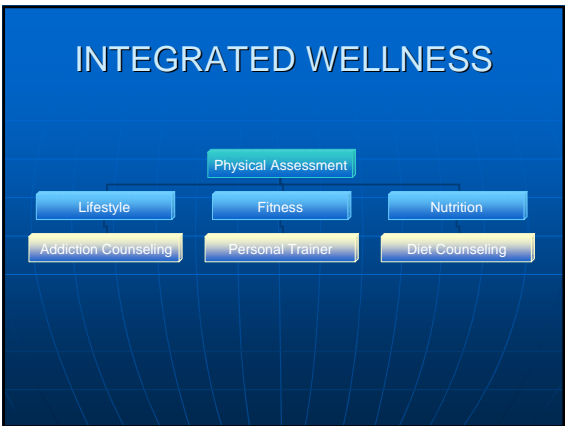 INTEGRATED WELLNESS
Physical Assessment
Lifestyle
Fitness
Nutrition
Addiction Counseling
Personal Trainer
Diet Counseling